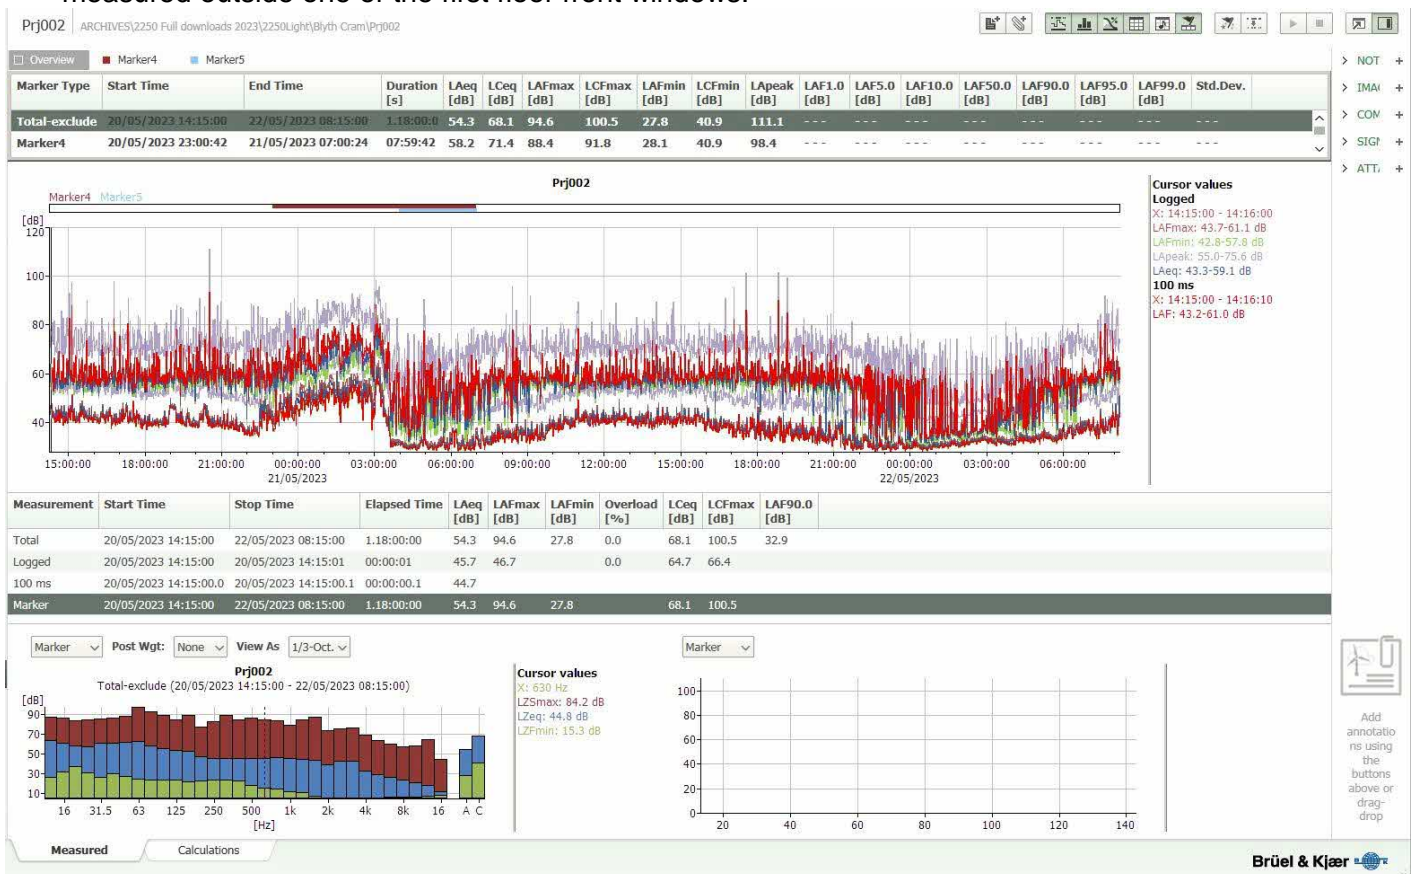 measured outside one of the first floor front windows.
Prj002 ARCHIVES\2250 Full downloads 2023\2250Light\Blyth Cram\Prj002
Overview Marker4 Marker5
Marker Type Start Time End Time Duration [s] LAeq [dB] LCeq [dB] LAFmax [dB] LCFmax [dB] LAFmin [dB] LCFmin [dB] LApeak [dB] LAF1.0 [dB] LAF5.0 [dB] LAF10.0 [dB] LAF50.0 [dB] LAF90.0 [dB] LAF95.0 [dB] LAF99.0 [dB] Std.Dev.
Total-exclude 20/05/2023 14:15:00 22/05/2023 08:15:00 1.18:00:0 54.3 68.1 94.6 100.5 27.8 40.9 111.1 --- --- --- --- --- --- --- ---
Marker4 20/05/2023 23:00:42 21/05/2023 07:00:24 07:59:42 58.2 71.4 88.4 91.8 28.1 40.9 98.4 --- --- --- --- --- --- --- ---
NOT +
IMA +
COM +
SIGN +
ATT +
Prj002
Marker4 Marker5
[dB]
120
100
80
60
40
15:00:00 18:00:00 21:00:00 00:00:00 03:00:00 06:00:00 09:00:00 12:00:00 15:00:00 18:00:00 21:00:00 00:00:00 03:00:00 06:00:00
21/05/2023 22/05/2023
Cursor values
Logged
X: 14:15:00 - 14:16:00
LAFmax: 43.7-61.1 dB
LAFmin: 42.8-57.8 dB
LApeak: 55.0-75.6 dB
LAeq: 43.3-59.1 dB
100 ms
X: 14:15:00 - 14:16:10
LAF: 43.2-61.0 dB
Measurement Start Time Stop Time Elapsed Time LAeq [dB] LAFmax [dB] LAFmin [dB] Overload [%] LCeq [dB] LCFmax [dB] LAF90.0 [dB]
Total 20/05/2023 14:15:00 22/05/2023 08:15:00 1.18:00:00 54.3 94.6 27.8 0.0 68.1 100.5 32.9
Logged 20/05/2023 14:15:00 20/05/2023 14:15:01 00:00:01 45.7 46.7 0.0 64.7 66.4
100 ms 20/05/2023 14:15:00.0 20/05/2023 14:15:00.1 00:00:00.1 44.7
Marker 20/05/2023 14:15:00 22/05/2023 08:15:00 1.18:00:00 54.3 94.6 27.8 68.1 100.5
Marker Post Wgt: None View As 1/3-Oct.
Prj002
Total-exclude (20/05/2023 14:15:00 - 22/05/2023 08:15:00)
[dB]
90
70
50
30
10
16 31.5 63 125 250 500 1k 2k 4k 8k 16 A C
[Hz]
Cursor values
X: 630 Hz
LZSmax: 84.2 dB
LZeq: 44.8 dB
LZFmin: 15.3 dB
Marker
100
80
60
40
20
0
20 40 60 80 100 120 140
Add
annotatio
ns using
the
buttons
above or
drag-
drop
Measured Calculations
Brüel & Kjær